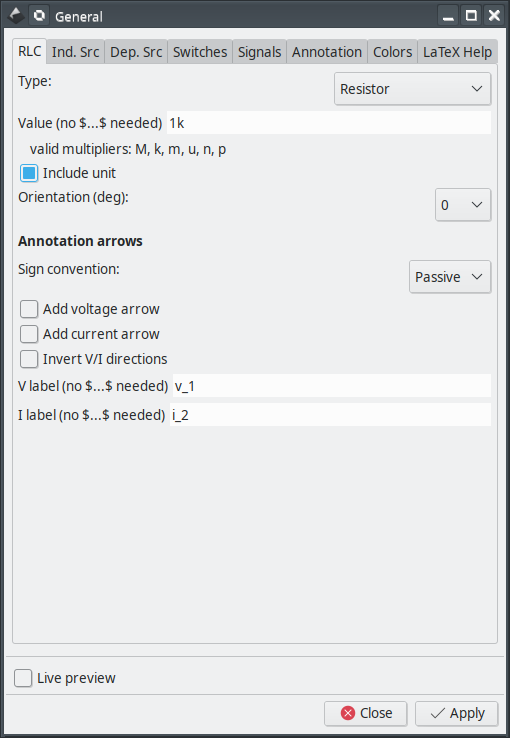 General
RLC Ind. Src Dep. Src Switches Signals Annotation Colors LaTeX Help
Type: Resistor
Value (no $...$ needed) 1k
valid multipliers: M, k, m, u, n, p
Include unit
Orientation (deg): 0
Annotation arrows
Sign convention: Passive
Add voltage arrow
Add current arrow
Invert V/I directions
V label (no $...$ needed) v_1
I label (no $...$ needed) i_2
Live preview
Close Apply